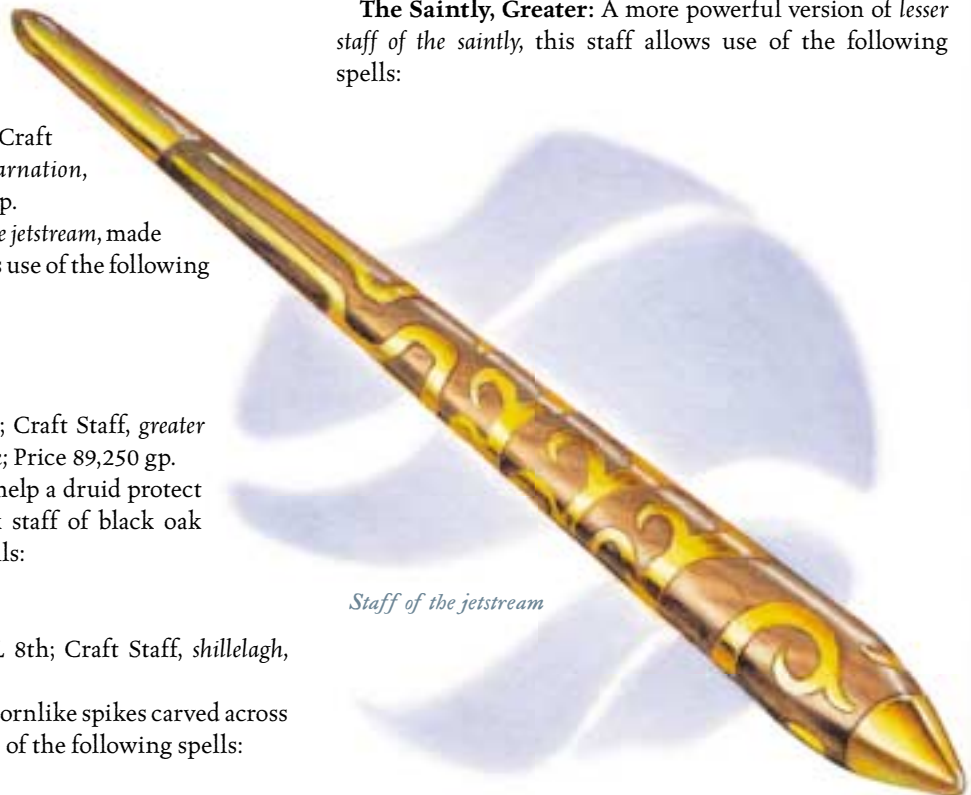 Craft
arnation,
p.
e jetstream, made
s use of the following
; Craft Staff, greater
; Price 89,250 gp.
help a druid protect
staff of black oak
lls:
8th; Craft Staff, shillelagh,
ornlike spikes carved across
of the following spells:
The Saintly, Greater: A more powerful version of lesser
staff of the saintly, this staff allows use of the following
spells:
Staff of the jetstream